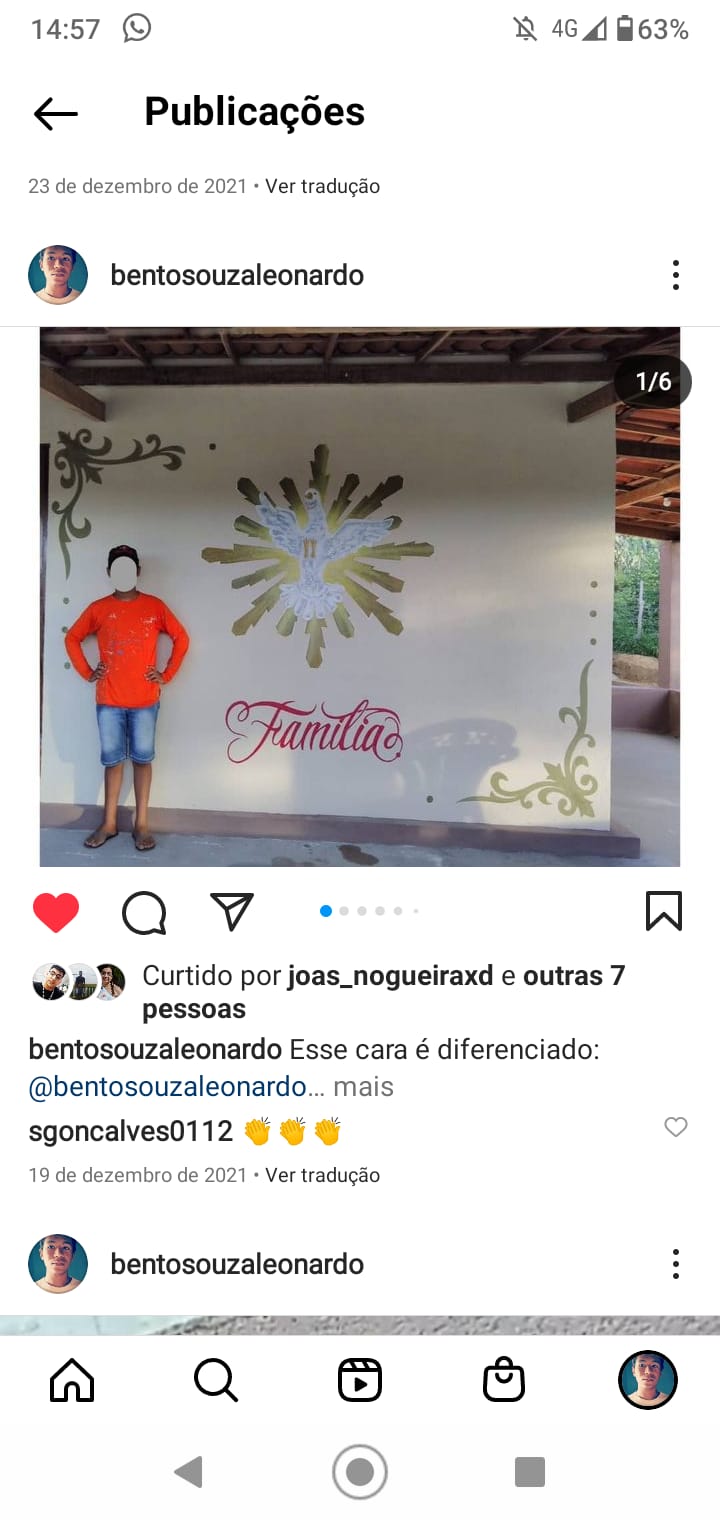 14:57
4G 63%
Publicações
23 de dezembro de 2021 • Ver tradução
bentosouzaleonardo
1/6
Familia
Curtido por joas_nogueiraxd e outras 7
pessoas
bentosouzaleonardo Esse cara é diferenciado:
@bentosouzaleonardo... mais
sgoncalves0112 👏👏👏
19 de dezembro de 2021 • Ver tradução
bentosouzaleonardo